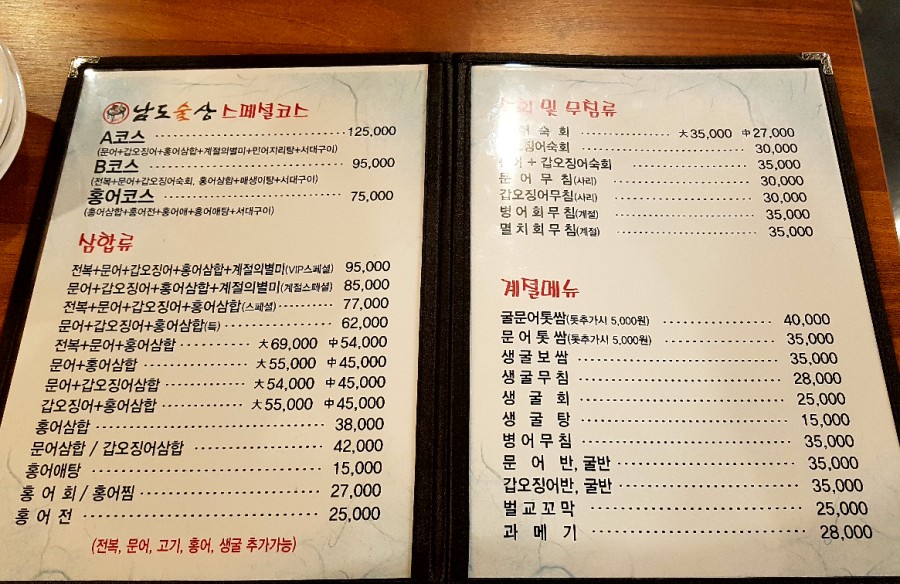 남도술상 스페셜코스
A코스 125,000
(문어+갑오징어+홍어삼합+계절의별미+민어지리탕+서대구이)
B코스 95,000
(전복+문어+갑오징어숙회, 홍어삼합+매생이탕+서대구이)
홍어코스 75,000
(홍어삼합+홍어전+홍어애+홍어애탕+서대구이)
삼합류
전복+문어+갑오징어+홍어삼합+계절의별미(VIP스페셜) 95,000
문어+갑오징어+홍어삼합+계절의별미(계절스패셜) 85,000
전복+문어+갑오징어+홍어삼합(스페셜) 77,000
문어+갑오징어+홍어삼합(특) 62,000
전복+문어+홍어삼합 大69,000 中54,000
문어+홍어삼합 大55,000 中45,000
문어+갑오징어삼합 大54,000 中45,000
갑오징어+홍어삼합 大55,000 中45,000
홍어삼합 38,000
문어삼합 / 갑오징어삼합 42,000
홍어애탕 15,000
홍 어 회 / 홍어찜 27,000
홍 어 전 25,000
(전복, 문어, 고기, 홍어, 생굴 추가가능)
및 무침류
숙 회 大35,000 中27,000
오징어숙회 30,000
+ 갑오징어숙회 35,000
문 어 무 침(사리) 30,000
갑오징어무침(사리) 30,000
병 어 회 무 침(계절) 35,000
멸 치 회 무 침(계절) 35,000
계절메뉴
굴문어톳쌈(톳추가시 5,000원) 40,000
문 어 톳 쌈(톳추가시 5,000원) 35,000
생 굴 보 쌈 35,000
생 굴 무 침 28,000
생 굴 회 25,000
생 굴 탕 15,000
병 어 무 침 35,000
문 어 반, 굴반 35,000
갑오징어반, 굴반 35,000
벌 교 꼬 막 25,000
과 메 기 28,000